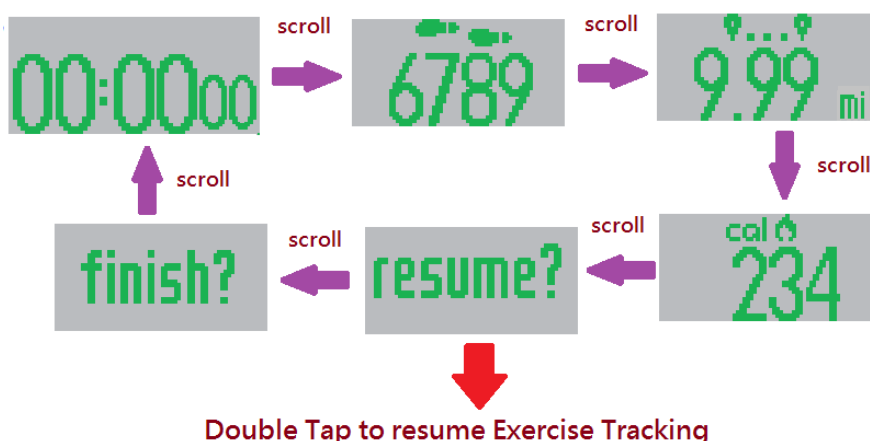 scroll
scroll
00:0000
6789
9.99
mi
scroll
scroll
scroll
scroll
cal
234
resume?
finish?
Double Tap to resume Exercise Tracking